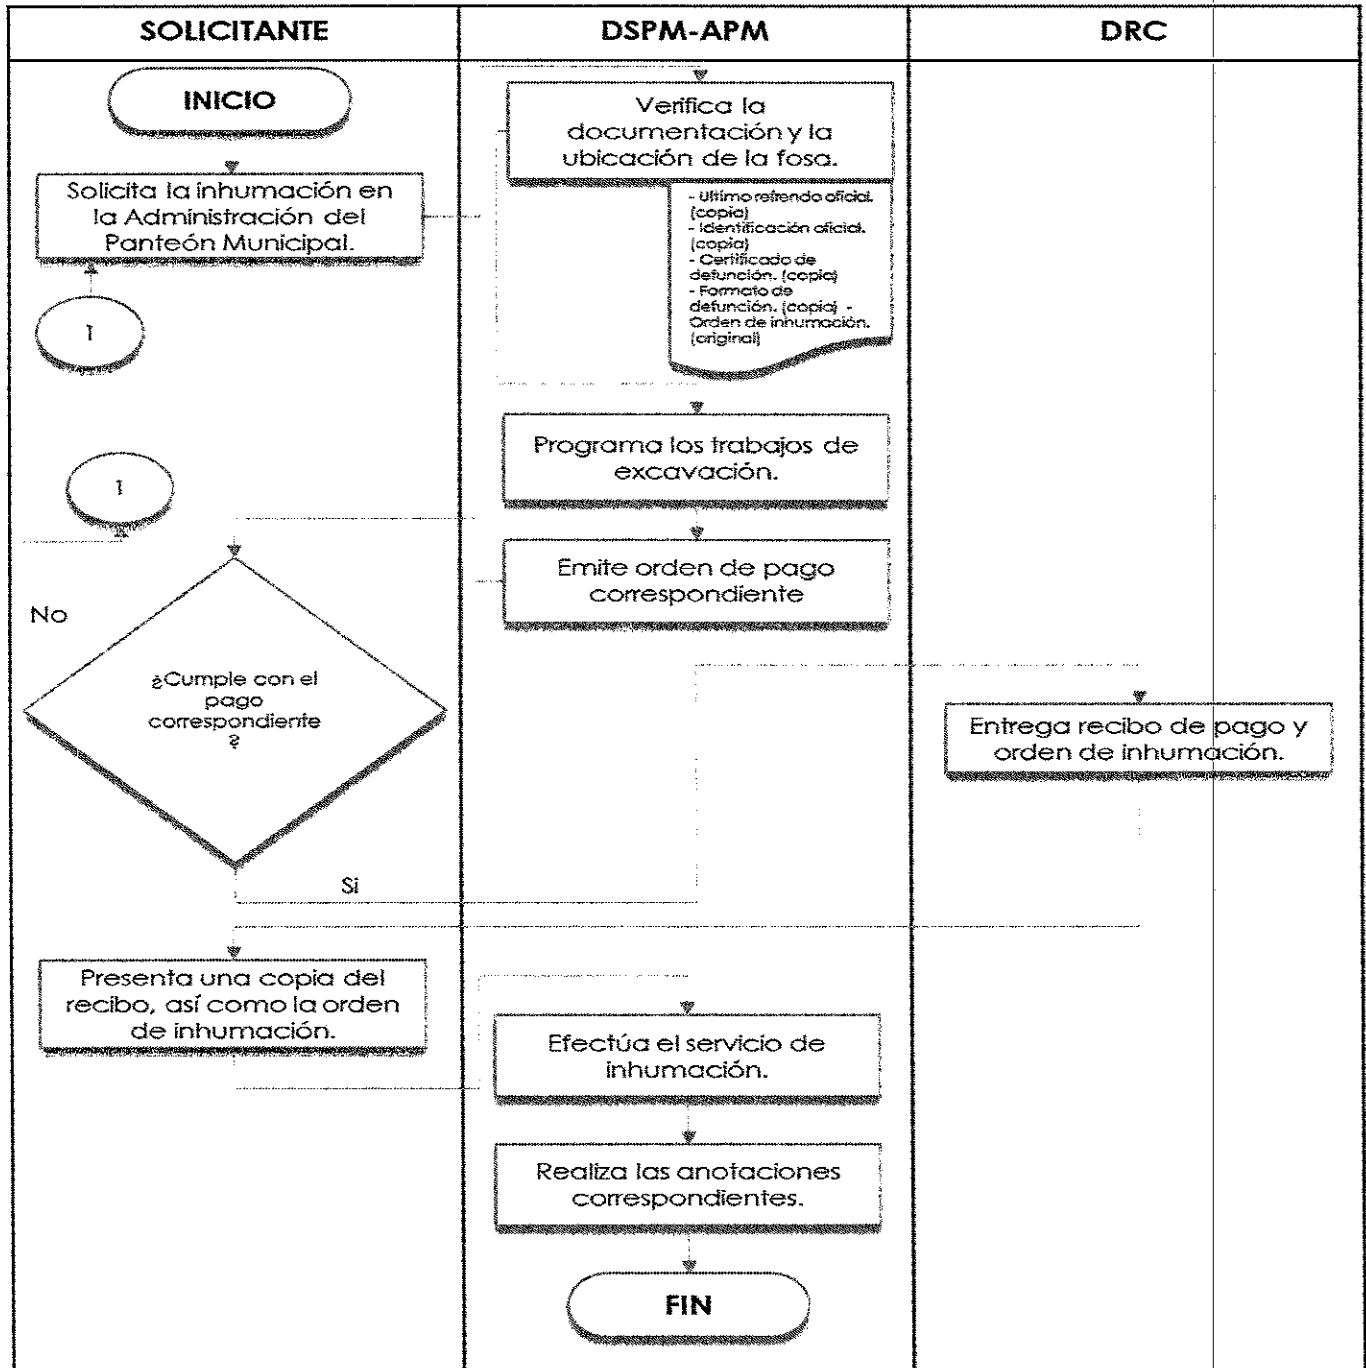 SOLICITANTE
DSPM-APM
DRC
INICIO
Solicita la inhumación en
la Administración del
Panteón Municipal.
1
Verifica la
documentación y la
ubicación de la fosa.
- Ultimo refrendo oficial.
(copia)
- Identificación oficial.
(copia)
- Certificado de
defunción. (copia)
- Formato de
defunción. (copia) -
Orden de inhumación.
(original)
Programa los trabajos de
excavación.
1
Emite orden de pago
correspondiente
No
¿Cumple con el
pago
correspondiente
?
Si
Entrega recibo de pago y
orden de inhumación.
Presenta una copia del
recibo, así como la orden
de inhumación.
Efectúa el servicio de
inhumación.
Realiza las anotaciones
correspondientes.
FIN